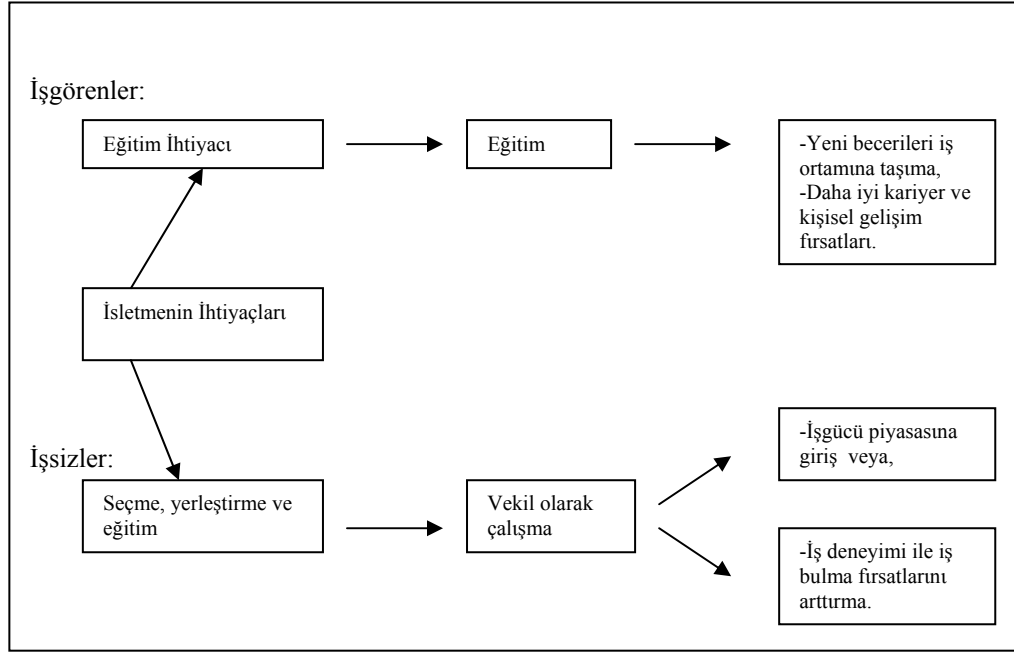 İşgörenler:
Eğitim İhtiyacı
Eğitim
-Yeni becerileri iş
ortamına taşıma,
-Daha iyi kariyer ve
kişisel gelişim
fırsatları.
İsletmenin İhtiyaçları
İşsizler:
Seçme, yerleştirme ve
eğitim
Vekil olarak
çalışma
-İşgücü piyasasına
giriş veya,
-İş deneyimi ile iş
bulma fırsatlarını
arttırma.